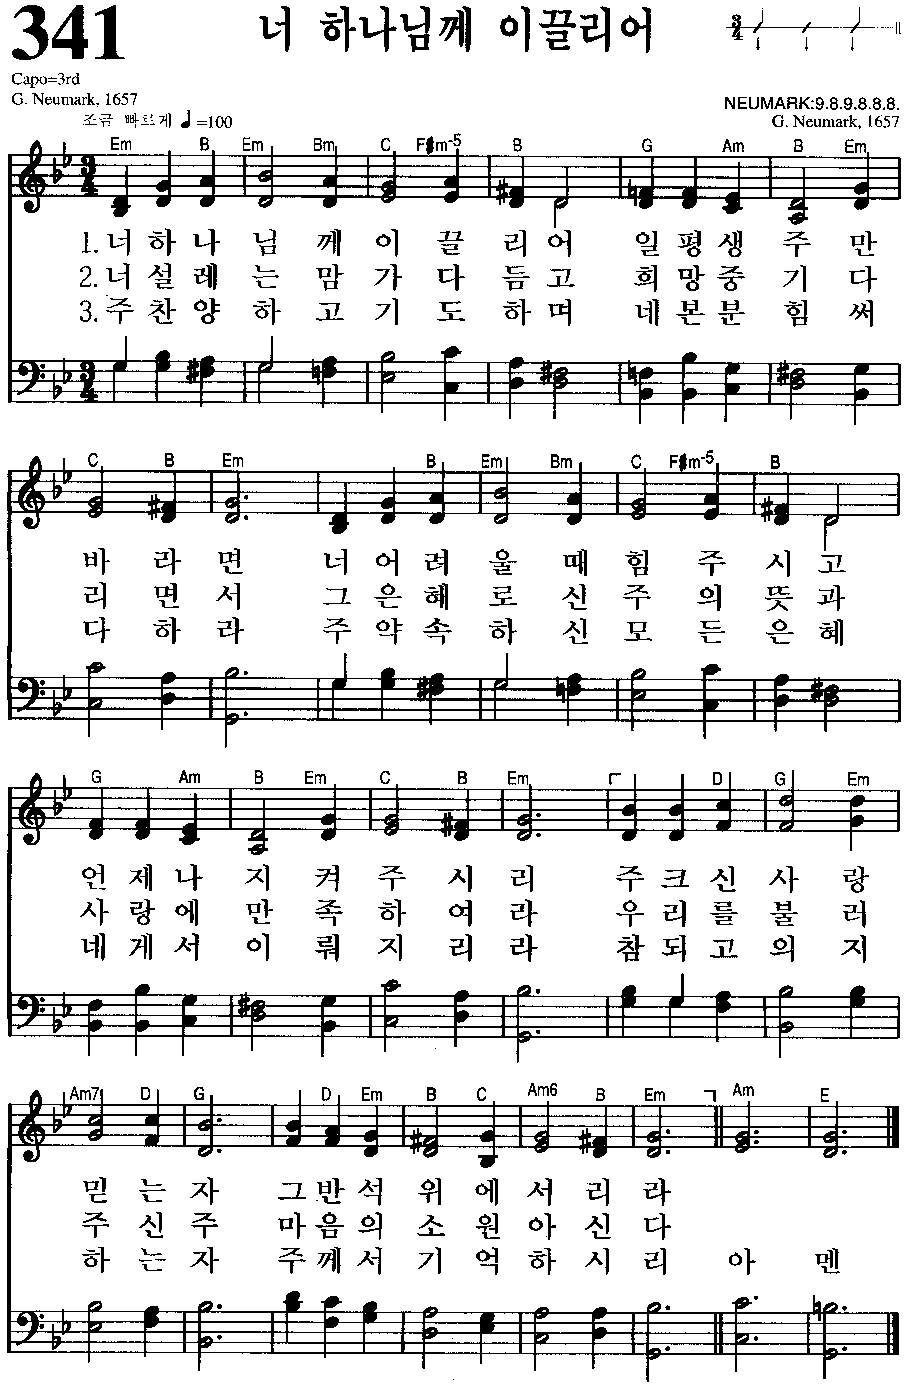 341 너 하나님께 이끌리어 3/4
Capo=3rd
G. Neumark, 1657
NEUMARK:9.8.9.8.8.8.
조금 빠르게 ♩=100
G. Neumark, 1657
Em B Em Bm C F#m-5 B G Am B Em
1.너하나 님 께 이 끌 리어 일평생 주 만
2.너설레 는 맘 가 다 듬고 희망중 기 다
3.주찬양 하 고 기 도 하며 네본분 힘 써
C B Em B Em Bm C F#m-5 B
바 라 면 너어려 울 때 힘 주 시고
리 면 서 그은혜 로 신 주 의 뜻과
다 하 라 주약속 하 신 모 든 은혜
G Am B Em C B Em D G Em
언제나 지 켜 주 시 리 주크신 사 랑
사랑에 만 족 하 여 라 우리를 불 러
네게서 이 뤄 지 리 라 참되고 의 지
Am7 D G D Em B C Am6 B Em Am E
믿 는 자 그반석 위 에 서 리 라
주 신 주 마음의 소 원 아 신 다
하 는 자 주께서 기 억 하 시 리 아 멘